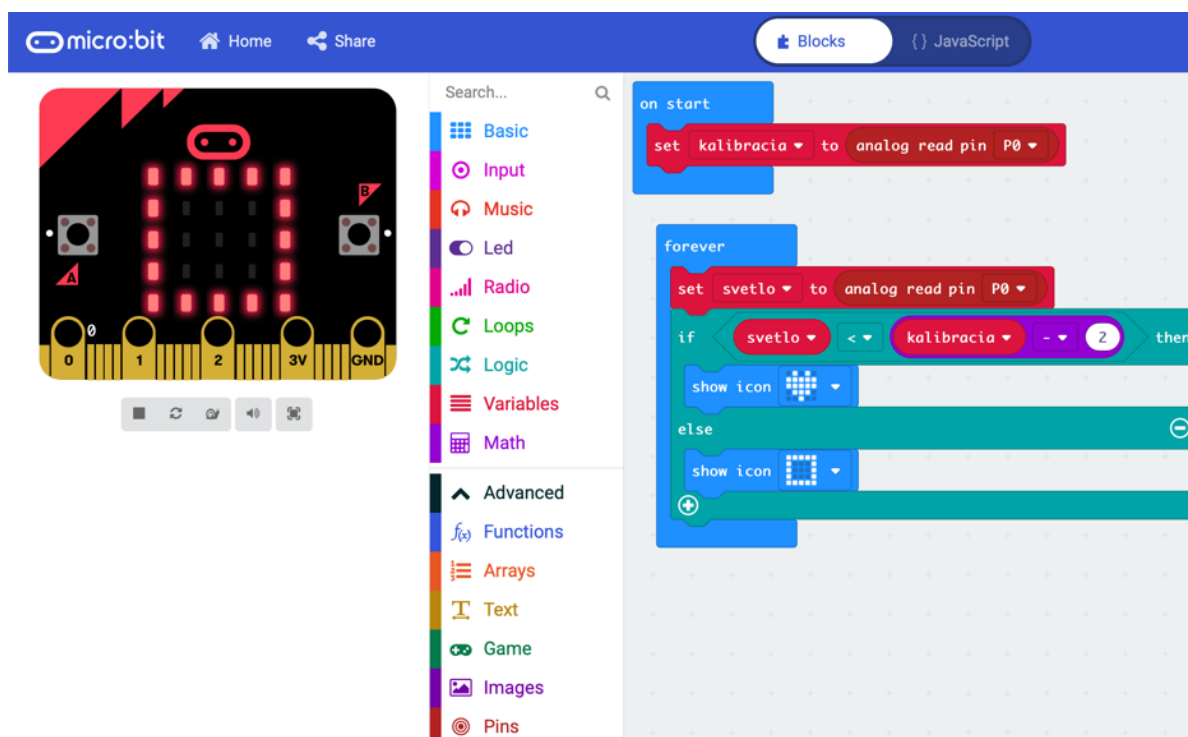 micro:bit Home Share Blocks {} JavaScript
B
A
0
0 1 2 3V GND
Search...
Basic
Input
Music
Led
Radio
Loops
Logic
Variables
Math
Advanced
f(x) Functions
Arrays
T Text
Game
Images
Pins
on start
set kalibracia to analog read pin P0
forever
set svetlo to analog read pin P0
if svetlo < kalibracia - 2 then
show icon
else
show icon